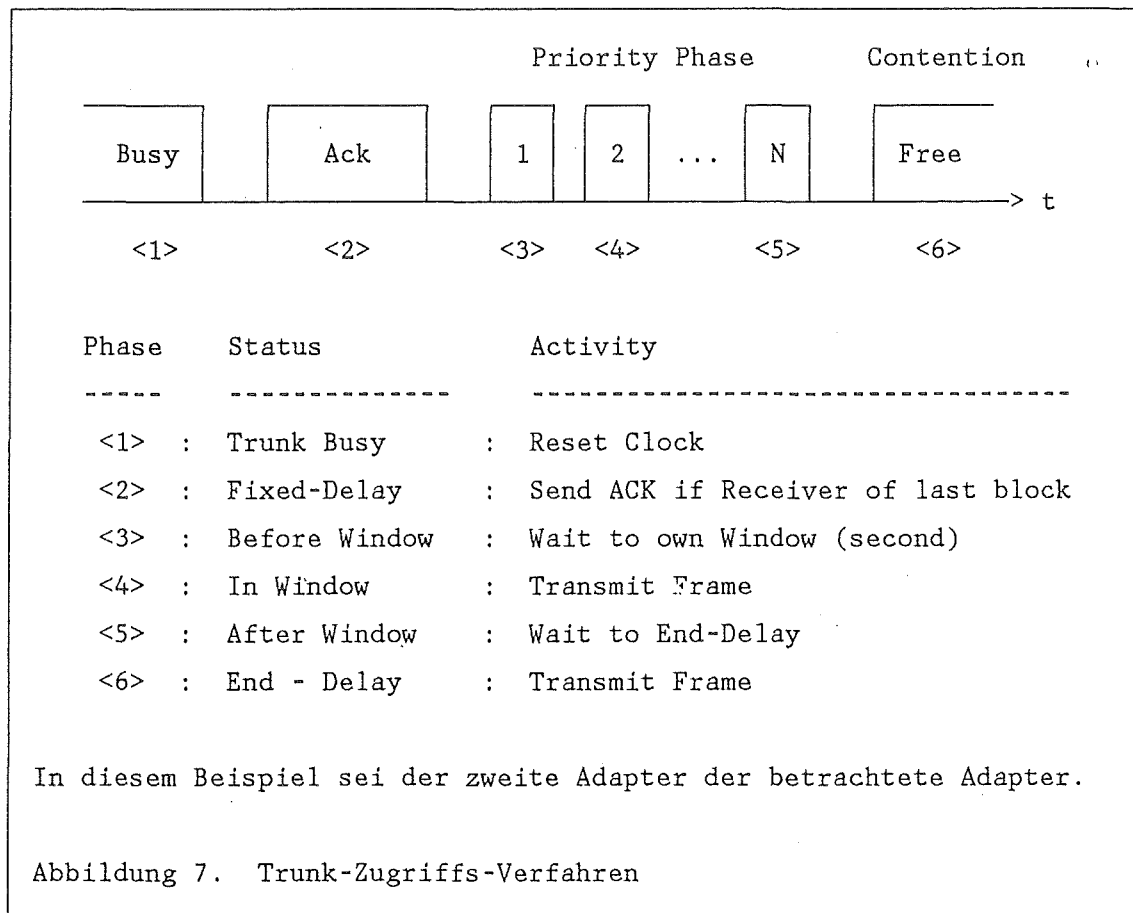 Priority Phase Contention
Busy Ack 1 2 ... N Free
> t
<1> <2> <3> <4> <5> <6>
Phase Status Activity
----- -------------- ----------------------------------
<1> : Trunk Busy : Reset Clock
<2> : Fixed-Delay : Send ACK if Receiver of last block
<3> : Before Window : Wait to own Window (second)
<4> : In Window : Transmit Frame
<5> : After Window : Wait to End-Delay
<6> : End - Delay : Transmit Frame
In diesem Beispiel sei der zweite Adapter der betrachtete Adapter.
Abbildung 7. Trunk-Zugriffs-Verfahren